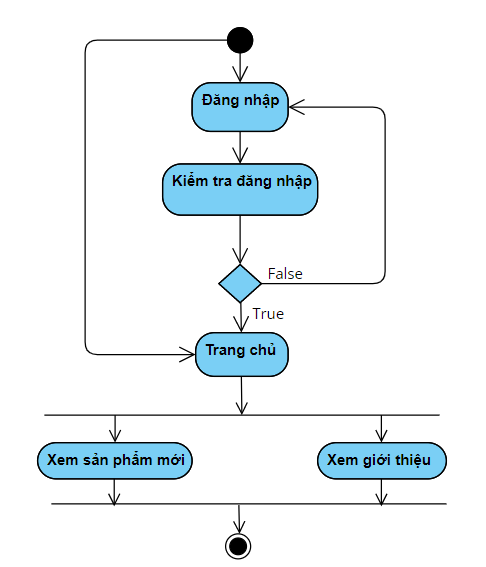 Đăng nhập
Kiểm tra đăng nhập
False
True
Trang chủ
Xem sản phẩm mới
Xem giới thiệu